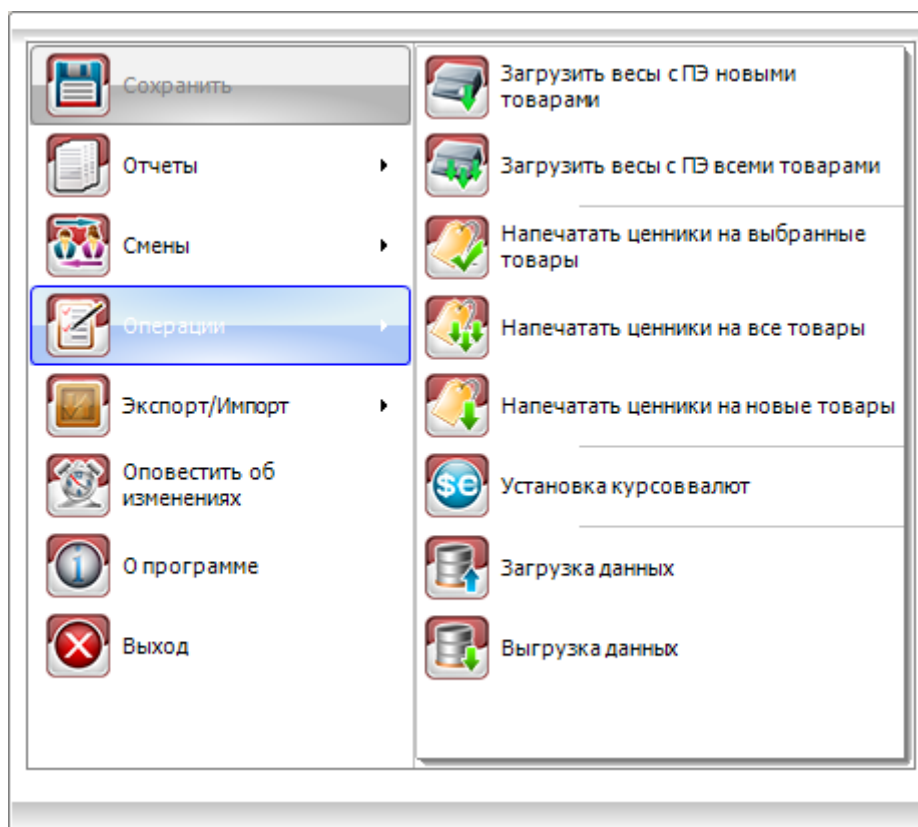 Сохранить
Отчеты
Смены
Операции
Экспорт/Импорт
Оповестить об
изменениях
О программе
Выход
Загрузить весы с ПЭ новыми
товарами
Загрузить весы с ПЭ всеми товарами
Напечатать ценники на выбранные
товары
Напечатать ценники на все товары
Напечатать ценники на новые товары
Установка курсов валют
Загрузка данных
Выгрузка данных